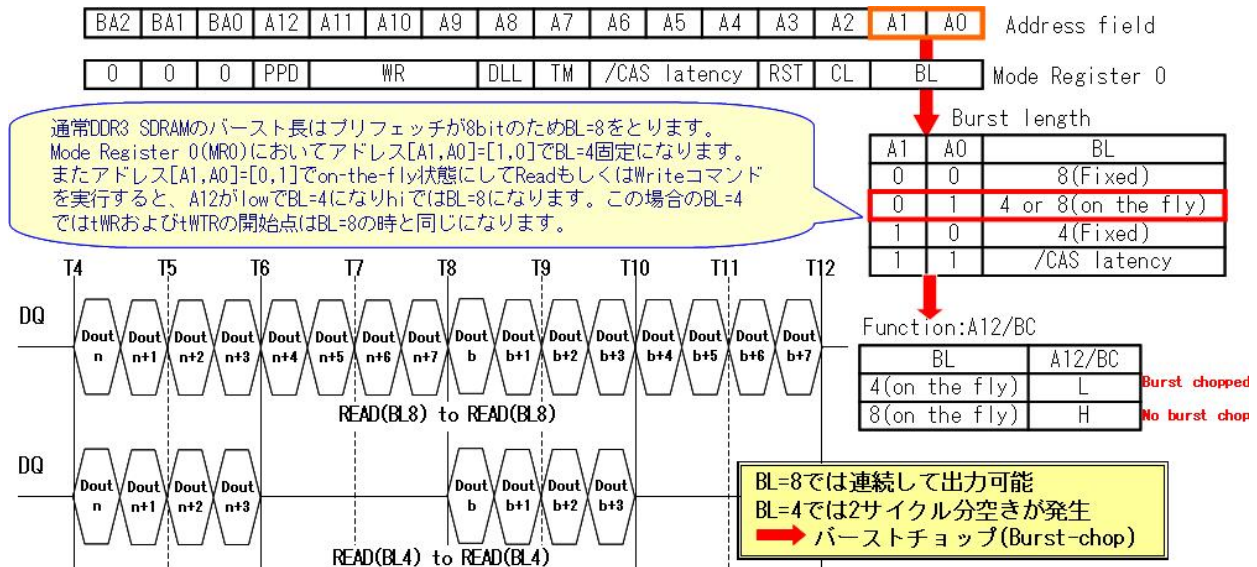 BA2 BA1 BA0 A12 A11 A10 A9 A8 A7 A6 A5 A4 A3 A2 A1 A0 Address field
0 0 0 PPD WR DLL TM /CAS latency RST CL BL Mode Register 0
通常DDR3 SDRAMのバースト長はプリフェッチが8bitのためBL=8をとります。
Mode Register 0(MR0)においてアドレス[A1,A0]=[1,0]でBL=4固定になります。
またアドレス[A1,A0]=[0,1]でon-the-fly状態にしてReadもしくはWriteコマンド
を実行すると、A12がlowでBL=4になりhiではBL=8になります。この場合のBL=4
ではtWRおよびtWTRの開始点はBL=8の時と同じになります。
Burst length
A1 A0 BL
0 0 8(Fixed)
0 1 4 or 8(on the fly)
1 0 4(Fixed)
1 1 /CAS latency
T4 T5 T6 T7 T8 T9 T10 T11 T12
DQ
Dout Dout Dout Dout Dout Dout Dout Dout Dout Dout Dout Dout Dout Dout Dout Dout
n n+1 n+2 n+3 n+4 n+5 n+6 n+7 b b+1 b+2 b+3 b+4 b+5 b+6 b+7
READ(BL8) to READ(BL8)
Function:A12/BC
BL A12/BC
4(on the fly) L Burst chopped
8(on the fly) H No burst chop
DQ
Dout Dout Dout Dout Dout Dout Dout Dout
n n+1 n+2 n+3 b b+1 b+2 b+3
READ(BL4) to READ(BL4)
BL=8では連続して出力可能
BL=4では2サイクル分空きが発生
バーストチョップ(Burst-chop)